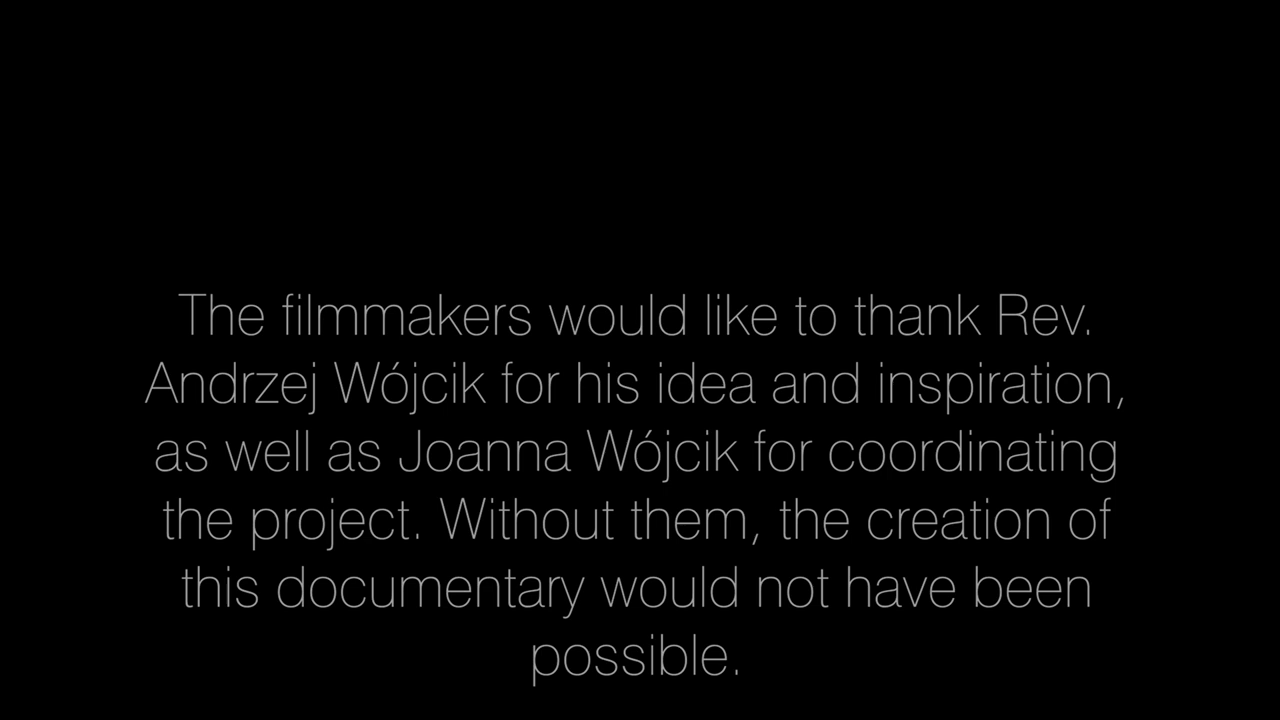 The filmmakers would like to thank Rev.
Andrzej Wójcik for his idea and inspiration,
as well as Joanna Wójcik for coordinating
the project. Without them, the creation of
this documentary would not have been
possible.